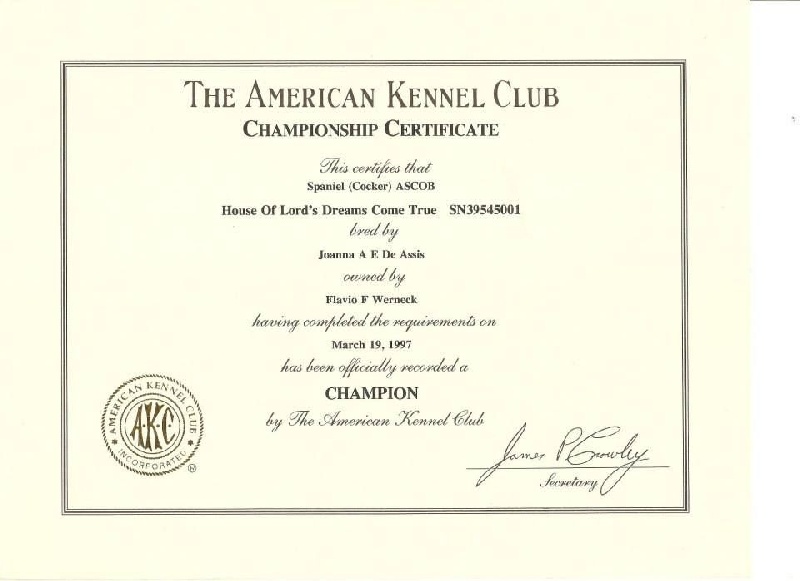 THE AMERICAN KENNEL CLUB
CHAMPIONSHIP CERTIFICATE
This certifies that
Spaniel (Cocker) ASCOB
House Of Lord's Dreams Come True SN39545001
bred by
Joanna A E De Assis
owned by
Flavio F Werneck
having completed the requirements on
March 19, 1997
has been officially recorded a
CHAMPION
by The American Kennel Club
AMERICAN KENNEL CLUB
A·K·C
INCORPORATED
®
James P Crowley
Secretary